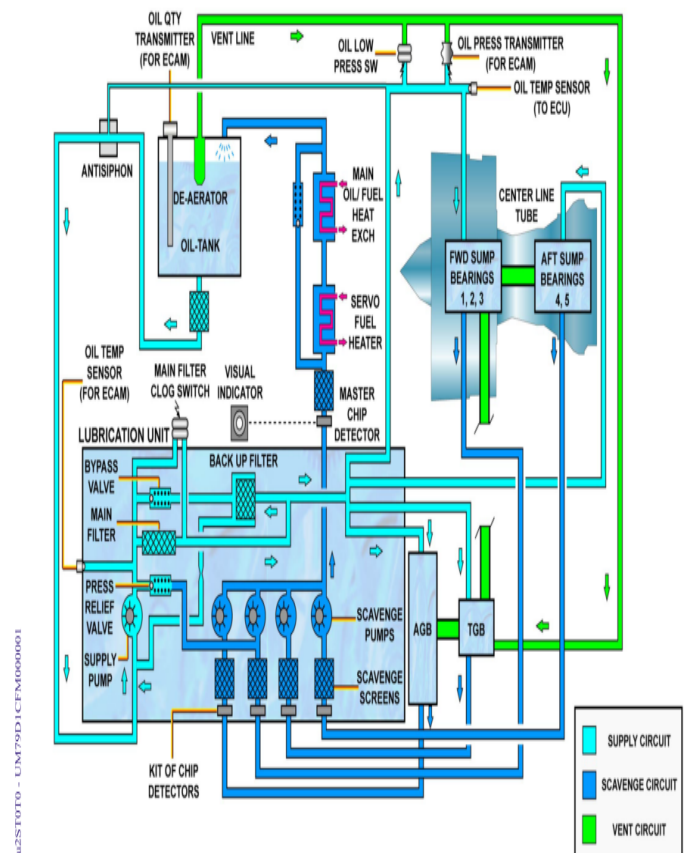 OIL QTY
TRANSMITTER
(FOR ECAM)
VENT LINE
OIL LOW
PRESS SW
OIL PRESS TRANSMITTER
(FOR ECAM)
OIL TEMP SENSOR
(TO ECU)
ANTISIPHON
DE-AERATOR
OIL-TANK
MAIN
OIL/FUEL
HEAT
EXCH
CENTER LINE
TUBE
FWD SUMP
BEARINGS
1, 2, 3
AFT SUMP
BEARINGS
4, 5
SERVO
FUEL
HEATER
OIL TEMP
SENSOR
(FOR ECAM)
MAIN FILTER
CLOG SWITCH
VISUAL
INDICATOR
MASTER
CHIP
DETECTOR
LUBRICATION UNIT
BYPASS
VALVE
BACK UP FILTER
MAIN
FILTER
PRESS
RELIEF
VALVE
SUPPLY
PUMP
SCAVENGE
PUMPS
SCAVENGE
SCREENS
AGB
TGB
KIT OF CHIP
DETECTORS
SUPPLY CIRCUIT
SCAVENGE CIRCUIT
VENT CIRCUIT